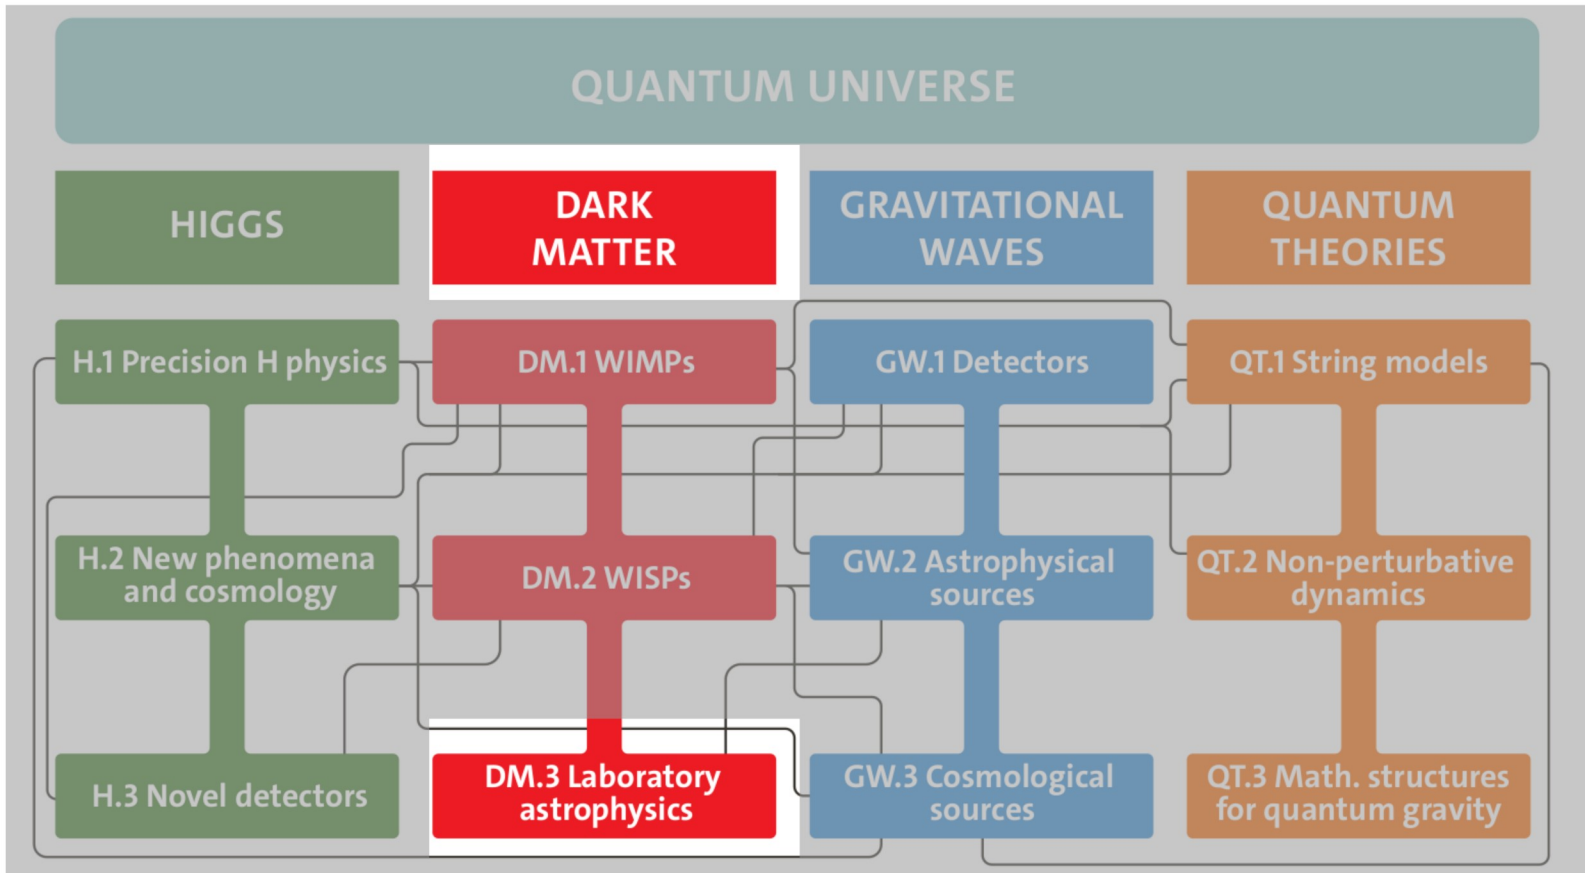 QUANTUM UNIVERSE
HIGGS
DARK
MATTER
GRAVITATIONAL
WAVES
QUANTUM
THEORIES
H.1 Precision H physics
DM.1 WIMPs
GW.1 Detectors
QT.1 String models
H.2 New phenomena
and cosmology
DM.2 WISPs
GW.2 Astrophysical
sources
QT.2 Non-perturbative
dynamics
H.3 Novel detectors
DM.3 Laboratory
astrophysics
GW.3 Cosmological
sources
QT.3 Math. structures
for quantum gravity